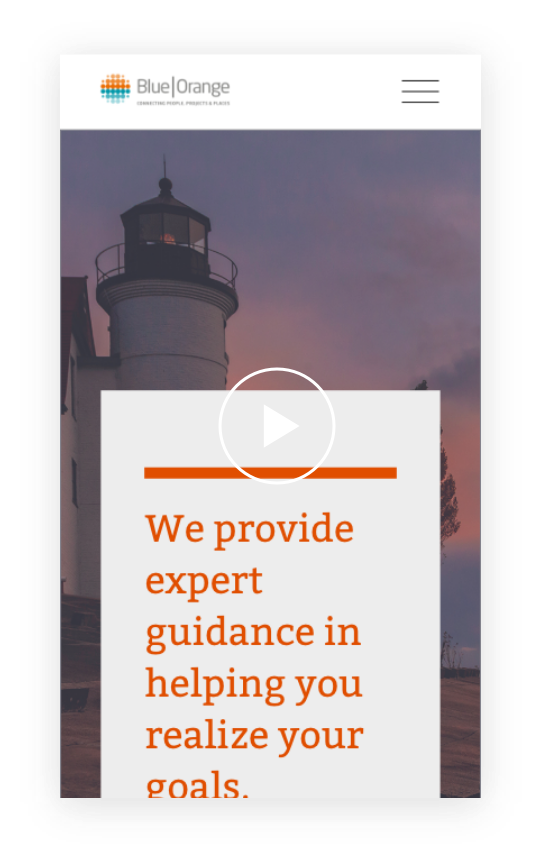 Blue|Orange
CONNECTING PEOPLE, PROJECTS & PLACES
We provide
expert
guidance in
helping you
realize your
goals.